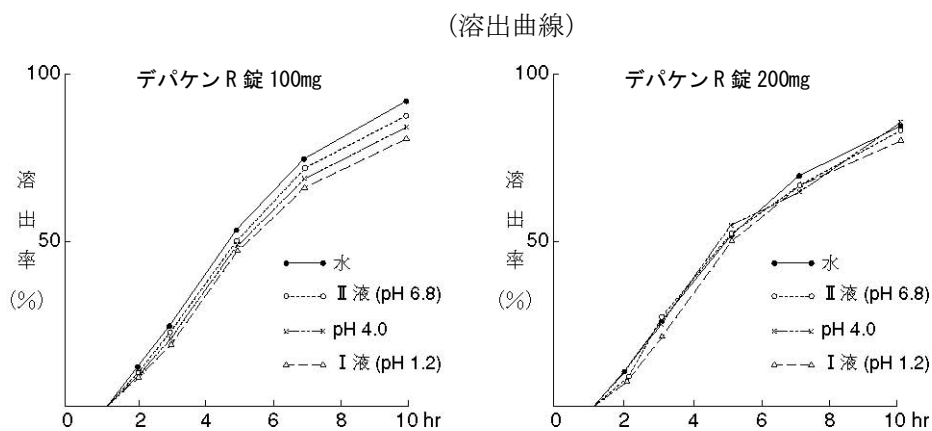 (溶出曲線)
デパケンR錠 100mg
100
50
溶出率(%)
水
Ⅱ液 (pH 6.8)
pH 4.0
Ⅰ液 (pH 1.2)
0 2 4 6 8 10 hr
デパケンR錠 200mg
100
50
溶出率(%)
水
Ⅱ液 (pH 6.8)
pH 4.0
Ⅰ液 (pH 1.2)
0 2 4 6 8 10 hr